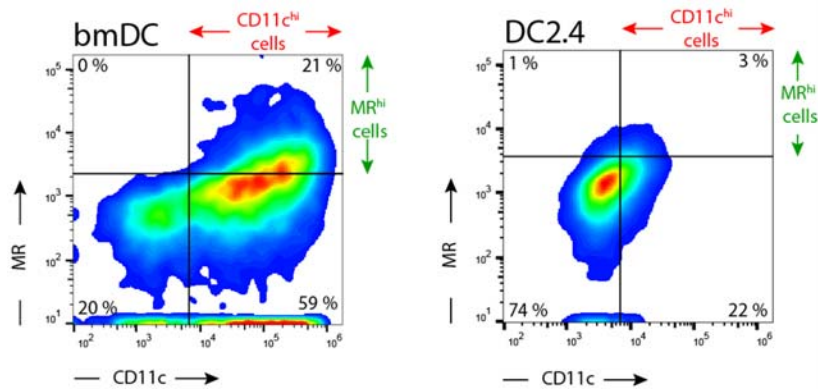 bmDC
CD11c^hi
cells
0 %
21 %
MR^hi
cells
20 %
59 %
10^5
10^4
10^3
10^2
10^1
MR
10^2 10^3 10^4 10^5 10^6
CD11c
DC2.4
CD11c^hi
cells
1 %
3 %
MR^hi
cells
74 %
22 %
10^5
10^4
10^3
10^2
10^1
MR
10^2 10^3 10^4 10^5 10^6
CD11c